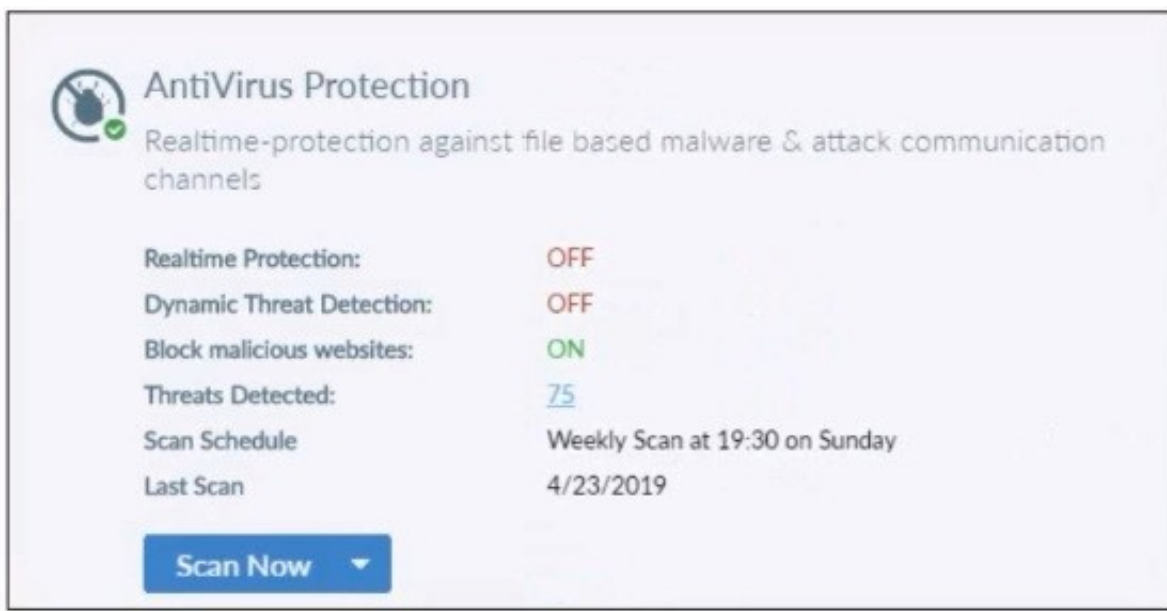 AntiVirus Protection
Realtime-protection against file based malware & attack communication
channels
Realtime Protection: OFF
Dynamic Threat Detection: OFF
Block malicious websites: ON
Threats Detected: 75
Scan Schedule Weekly Scan at 19:30 on Sunday
Last Scan 4/23/2019
Scan Now